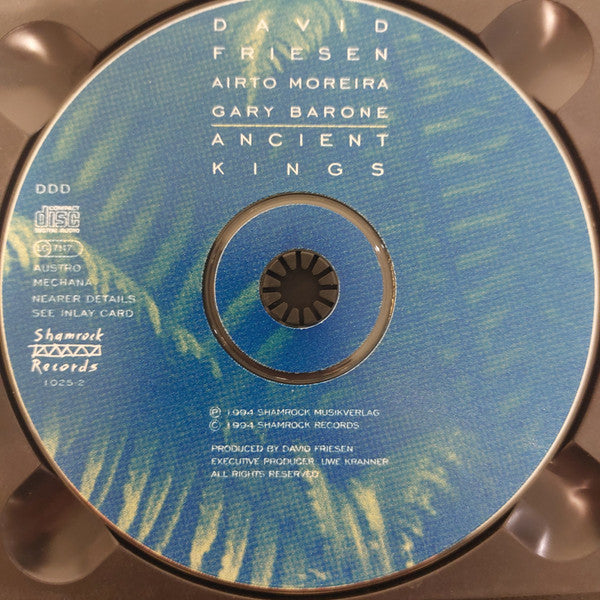 DAVID
FRIESEN
AIRTO MOREIRA
GARY BARONE
ANCIENT
KINGS
DDD
COMPACT
disc
DIGITAL AUDIO
LC 7147
AUSTRO
MECHANA
NEARER DETAILS
SEE INLAY CARD
Shamrock
Records
1025-2
Ⓟ 1994 SHAMROCK MUSIKVERLAG
© 1994 SHAMROCK RECORDS
PRODUCED BY DAVID FRIESEN
EXECUTIVE PRODUCER: UWE KRANNER
ALL RIGHTS RESERVED